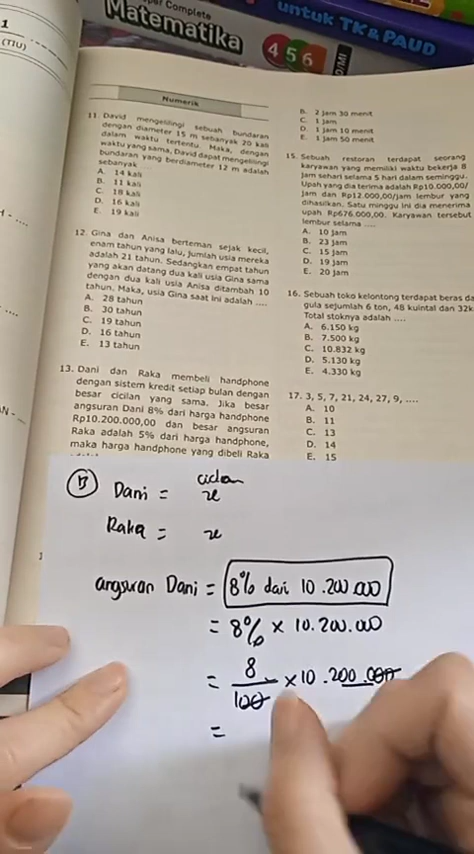 Complete
Matematika
untuk TK & PAUD
4 5 6
1
(TTU)
Numerik
11. David mengelilingi sebuah bundaran
dengan diameter 15 m sebanyak 20 kali
dalam waktu tertentu. Maka, dengan
waktu yang sama, David dapat mengelilingi
bundaran yang berdiameter 12 m adalah
sebanyak
A. 14 kali
B. 11 kali
C. 18 kali
D. 16 kali
E. 19 kali
12. Gina dan Anisa berteman sejak kecil,
enam tahun yang lalu, jumlah usia mereka
adalah 21 tahun. Sedangkan empat tahun
yang akan datang dua kali usia Gina sama
dengan dua kali usia Anisa ditambah 10
tahun. Maka, usia Gina saat ini adalah ....
A. 28 tahun
B. 30 tahun
C. 19 tahun
D. 16 tahun
E. 13 tahun
13. Dani dan Raka membeli handphone
dengan sistem kredit setiap bulan dengan
besar cicilan yang sama. Jika besar
angsuran Dani 8% dari harga handphone
Rp10.200.000,00 dan besar angsuran
Raka adalah 5% dari harga handphone,
maka harga handphone yang dibeli Raka
B. 2 jam 30 menit
C. 1 jam
D. 1 jam 10 menit
E. 1 jam 50 menit
15. Sebuah restoran terdapat seorang
karyawan yang memiliki waktu bekerja 8
jam sehari selama 5 hari dalam seminggu.
Upah yang dia terima adalah Rp10.000,00/
jam dan Rp12.000,00/jam lembur yang
dihasilkan. Satu minggu ini dia menerima
upah Rp676.000,00. Karyawan tersebut
lembur selama ....
A. 10 jam
B. 23 jam
C. 15 jam
D. 19 jam
E. 20 jam
16. Sebuah toko kelontong terdapat beras da
gula sejumlah 6 ton, 48 kuintal dan 32k
Total stoknya adalah ....
A. 6.150 kg
B. 7.500 kg
C. 10.832 kg
D. 5.130 kg
E. 4.330 kg
17. 3, 5, 7, 21, 24, 27, 9, ....
A. 10
B. 11
C. 13
D. 14
E. 15
N -
13 Dani = x
Raka = x
angsuran Dani = 8% dari 10.200.000
= 8% × 10.200.000
= 8/100 × 10.200.000
=